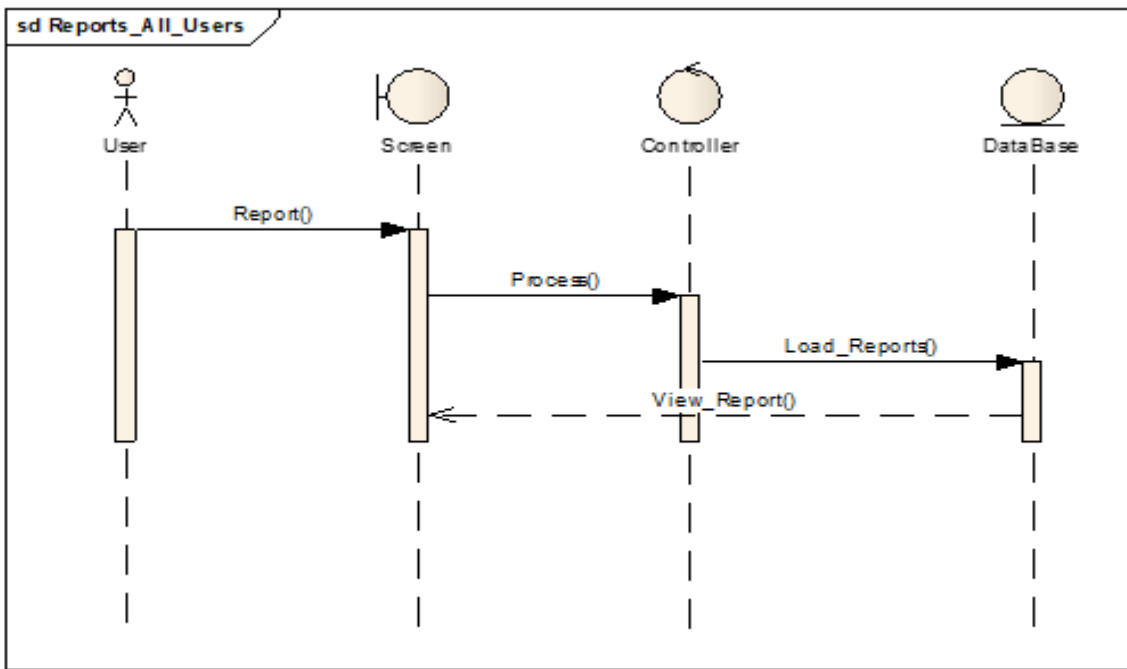 sd Reports_All_Users
User
Screen
Controller
DataBase
Report()
Process()
Load_Reports()
View_Report()